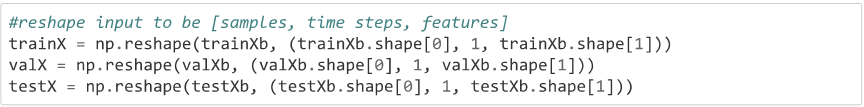 #reshape input to be [samples, time steps, features]
trainX = np.reshape(trainXb, (trainXb.shape[0], 1, trainXb.shape[1]))
valX = np.reshape(valXb, (valXb.shape[0], 1, valXb.shape[1]))
testX = np.reshape(testXb, (testXb.shape[0], 1, testXb.shape[1]))